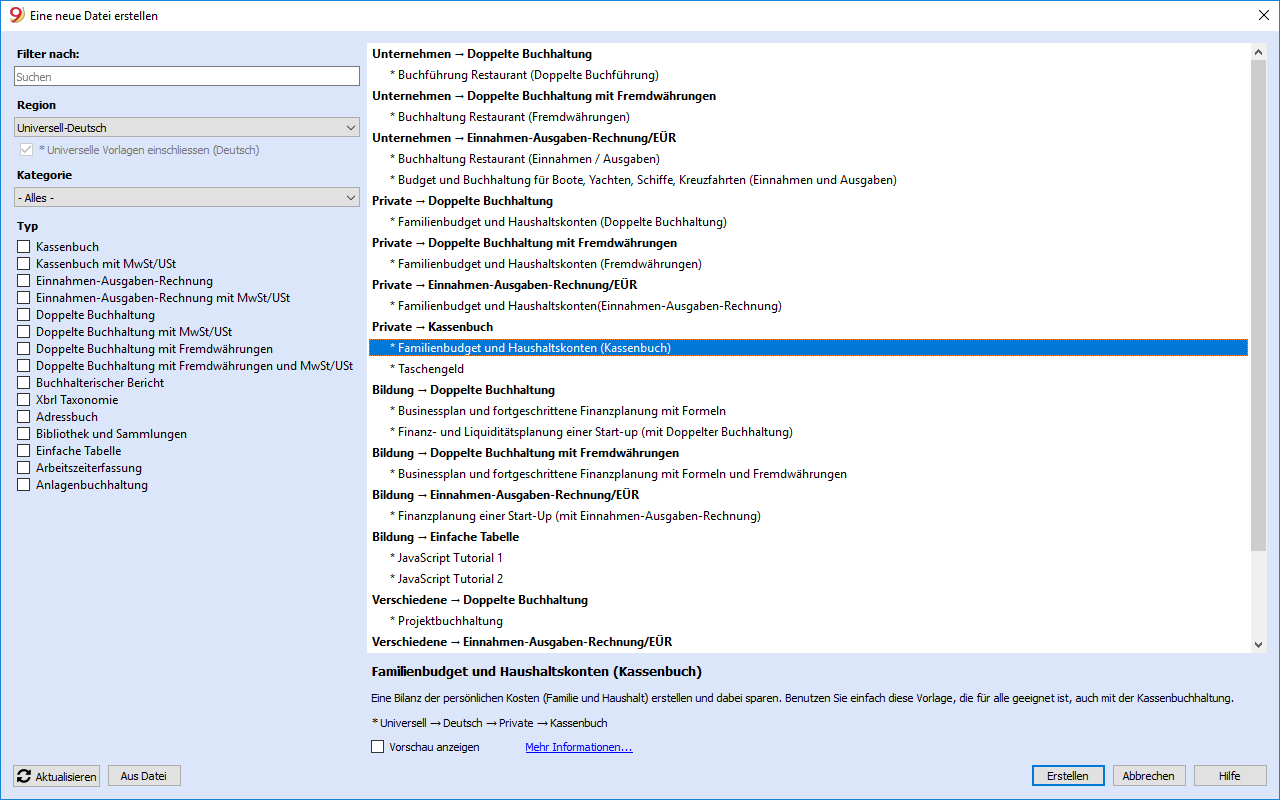 Eine neue Datei erstellen
Filter nach:
Suchen
Region
Universell-Deutsch
* Universelle Vorlagen einschliessen (Deutsch)
Kategorie
- Alles -
Typ
Kassenbuch
Kassenbuch mit MwSt/USt
Einnahmen-Ausgaben-Rechnung
Einnahmen-Ausgaben-Rechnung mit MwSt/USt
Doppelte Buchhaltung
Doppelte Buchhaltung mit MwSt/USt
Doppelte Buchhaltung mit Fremdwährungen
Doppelte Buchhaltung mit Fremdwährungen und MwSt/USt
Buchhalterischer Bericht
Xbrl Taxonomie
Adressbuch
Bibliothek und Sammlungen
Einfache Tabelle
Arbeitszeiterfassung
Anlagenbuchhaltung
Unternehmen → Doppelte Buchhaltung
* Buchführung Restaurant (Doppelte Buchführung)
Unternehmen → Doppelte Buchhaltung mit Fremdwährungen
* Buchhaltung Restaurant (Fremdwährungen)
Unternehmen → Einnahmen-Ausgaben-Rechnung/EÜR
* Buchhaltung Restaurant (Einnahmen / Ausgaben)
* Budget und Buchhaltung für Boote, Yachten, Schiffe, Kreuzfahrten (Einnahmen und Ausgaben)
Private → Doppelte Buchhaltung
* Familienbudget und Haushaltskonten (Doppelte Buchhaltung)
Private → Doppelte Buchhaltung mit Fremdwährungen
* Familienbudget und Haushaltskonten (Fremdwährungen)
Private → Einnahmen-Ausgaben-Rechnung/EÜR
* Familienbudget und Haushaltskonten(Einnahmen-Ausgaben-Rechnung)
Private → Kassenbuch
* Familienbudget und Haushaltskonten (Kassenbuch)
* Taschengeld
Bildung → Doppelte Buchhaltung
* Businessplan und fortgeschrittene Finanzplanung mit Formeln
* Finanz- und Liquiditätsplanung einer Start-up (mit Doppelter Buchhaltung)
Bildung → Doppelte Buchhaltung mit Fremdwährungen
* Businessplan und fortgeschrittene Finanzplanung mit Formeln und Fremdwährungen
Bildung → Einnahmen-Ausgaben-Rechnung/EÜR
* Finanzplanung einer Start-Up (mit Einnahmen-Ausgaben-Rechnung)
Bildung → Einfache Tabelle
* JavaScript Tutorial 1
* JavaScript Tutorial 2
Verschiedene → Doppelte Buchhaltung
* Projektbuchhaltung
Verschiedene → Einnahmen-Ausgaben-Rechnung/EÜR
Familienbudget und Haushaltskonten (Kassenbuch)
Eine Bilanz der persönlichen Kosten (Familie und Haushalt) erstellen und dabei sparen. Benutzen Sie einfach diese Vorlage, die für alle geeignet ist, auch mit der Kassenbuchhaltung.
* Universell → Deutsch → Private → Kassenbuch
Vorschau anzeigen Mehr Informationen...
Aktualisieren Aus Datei Erstellen Abbrechen Hilfe